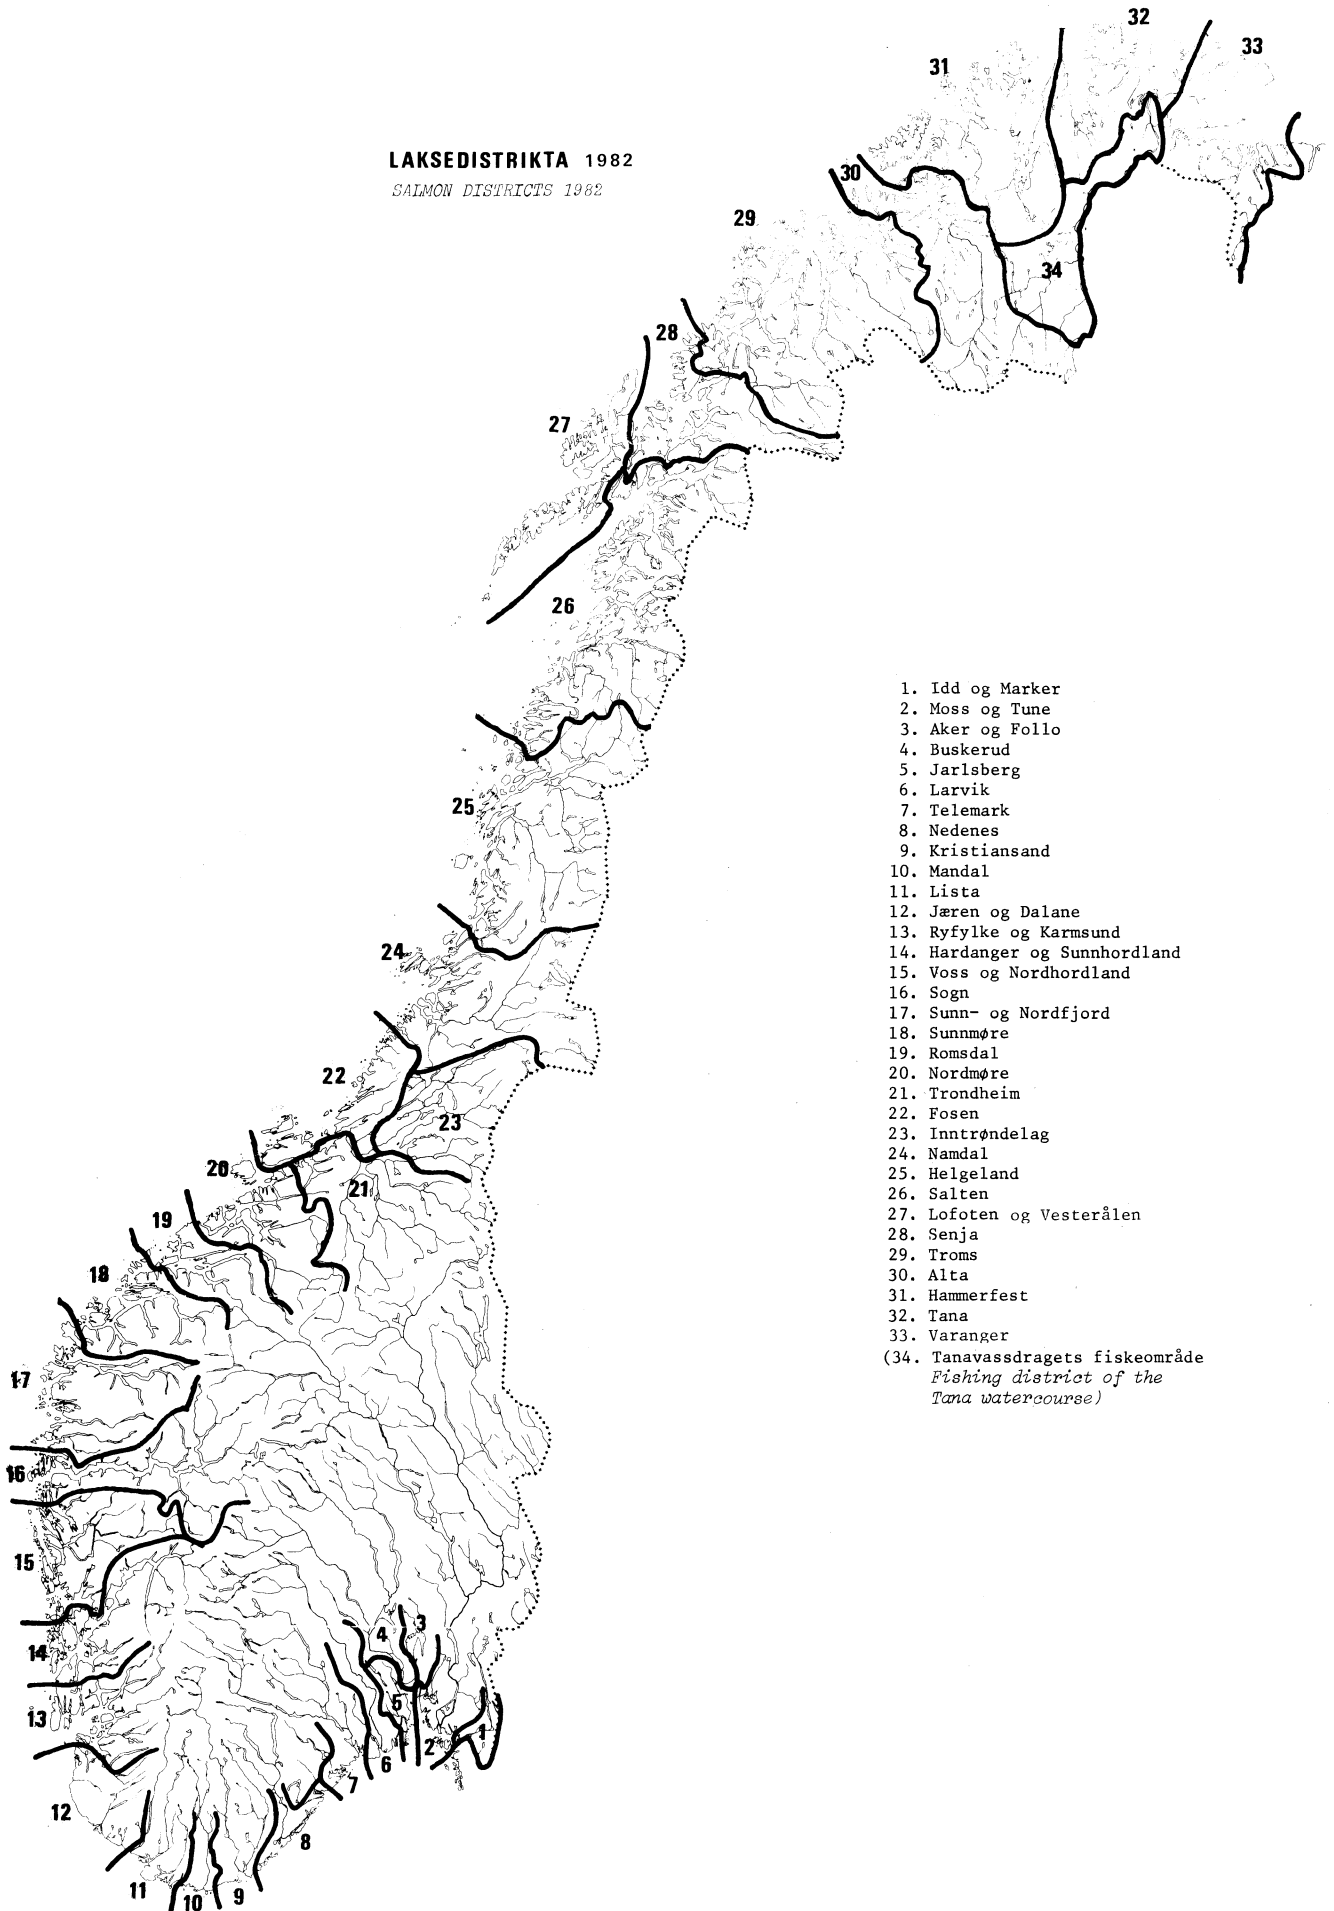 LAKSEDISTRIKTA 1982
SALMON DISTRICTS 1982
32
33
31
30
29
34
28
27
26
25
24
22
23
20
21
19
18
17
16
15
14
13
12
11
10
9
8
7
6
5
4
3
2
1
1. Idd og Marker
2. Moss og Tune
3. Aker og Follo
4. Buskerud
5. Jarlsberg
6. Larvik
7. Telemark
8. Nedenes
9. Kristiansand
10. Mandal
11. Lista
12. Jæren og Dalane
13. Ryfylke og Karmsund
14. Hardanger og Sunnhordland
15. Voss og Nordhordland
16. Sogn
17. Sunn- og Nordfjord
18. Sunnmøre
19. Romsdal
20. Nordmøre
21. Trondheim
22. Fosen
23. Inntrøndelag
24. Namdal
25. Helgeland
26. Salten
27. Lofoten og Vesterålen
28. Senja
29. Troms
30. Alta
31. Hammerfest
32. Tana
33. Varanger
(34. Tanavassdragets fiskeområde
Fishing district of the
Tana watercourse)